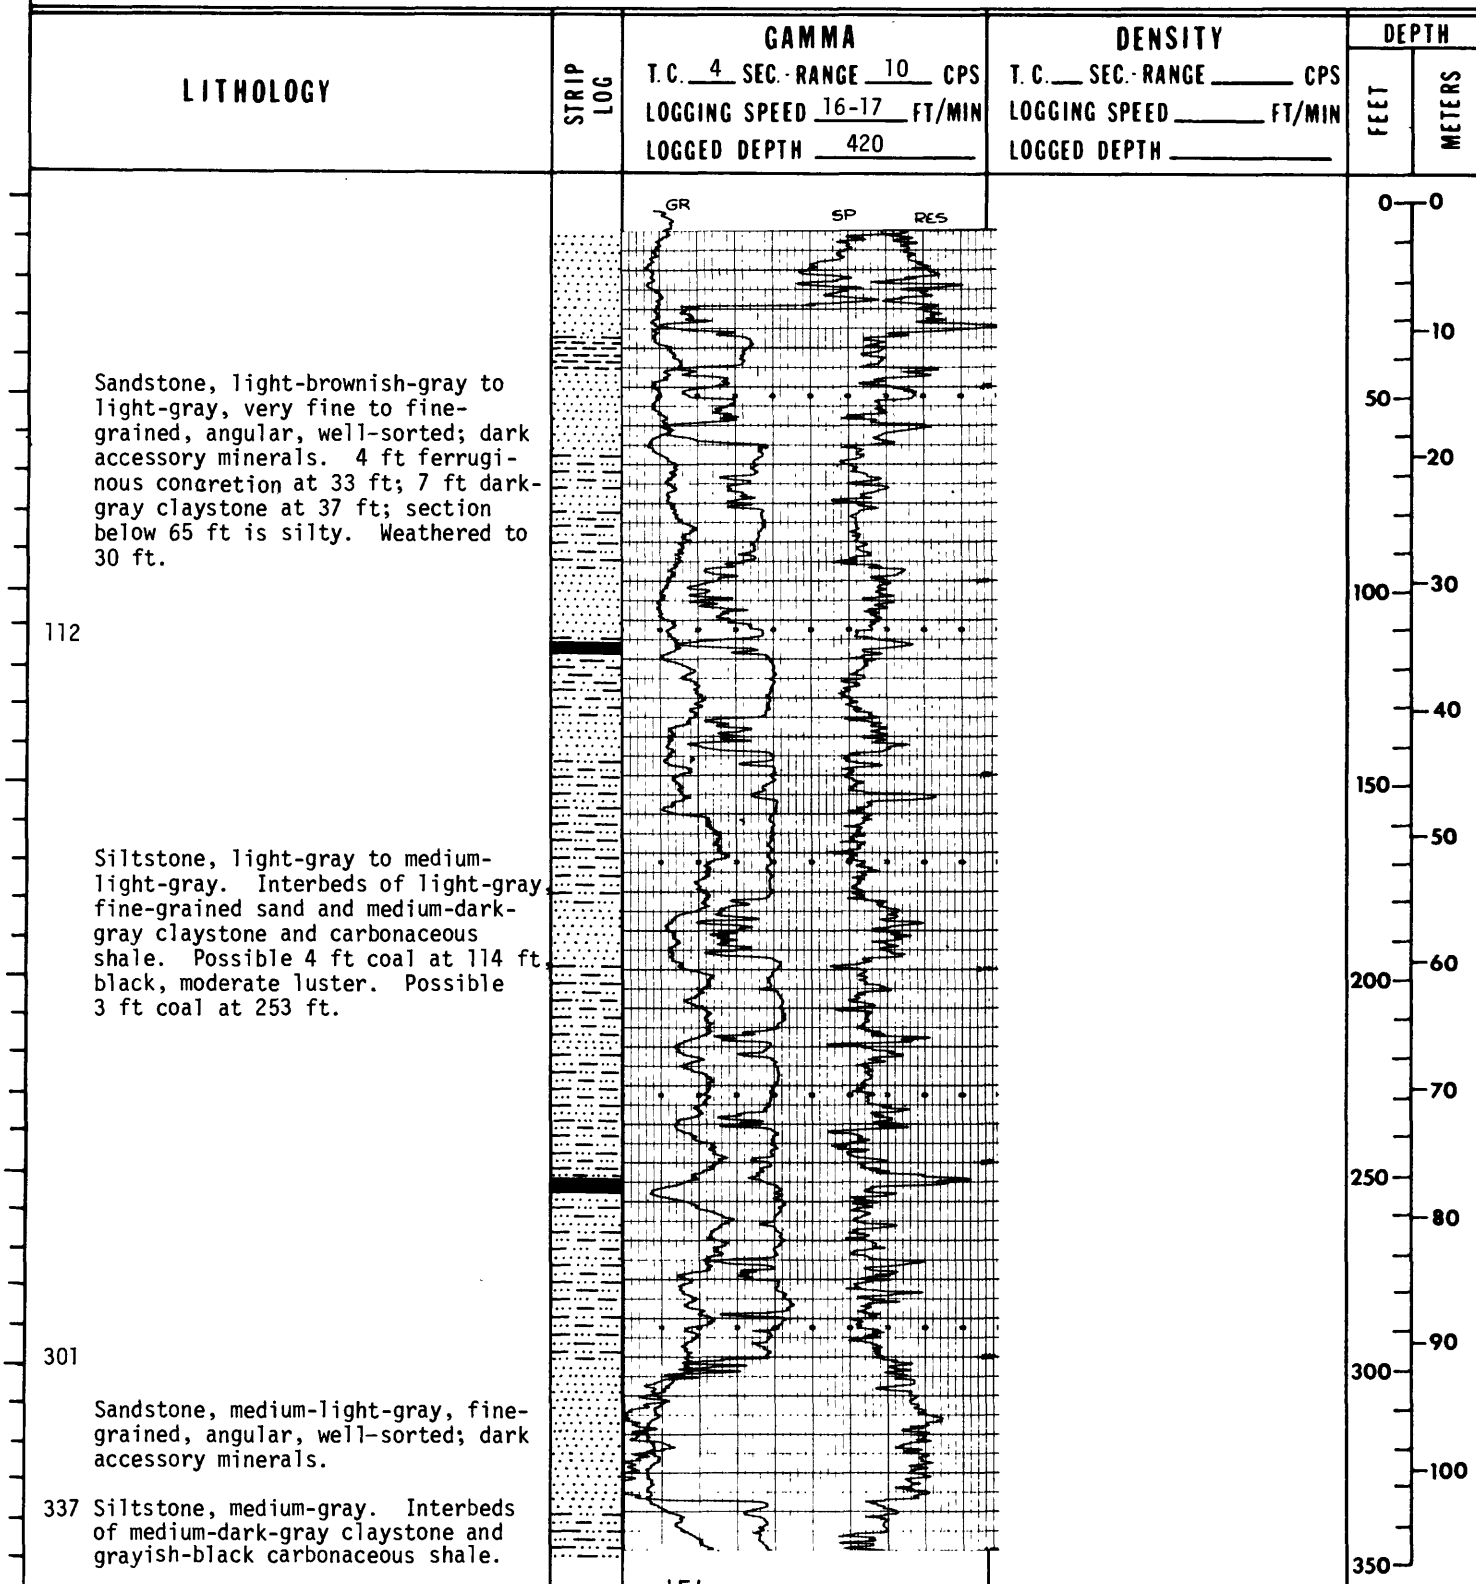 LITHOLOGY
STRIP LOG
GAMMA
T.C. 4 SEC.-RANGE 10 CPS
LOGGING SPEED 16-17 FT/MIN
LOGGED DEPTH 420
DENSITY
T.C. SEC.-RANGE CPS
LOGGING SPEED FT/MIN
LOGGED DEPTH
DEPTH
FEET
METERS
GR
SP
RES
Sandstone, light-brownish-gray to
light-gray, very fine to fine-
grained, angular, well-sorted; dark
accessory minerals. 4 ft ferrugi-
nous concretion at 33 ft; 7 ft dark-
gray claystone at 37 ft; section
below 65 ft is silty. Weathered to
30 ft.
112
Siltstone, light-gray to medium-
light-gray. Interbeds of light-gray,
fine-grained sand and medium-dark-
gray claystone and carbonaceous
shale. Possible 4 ft coal at 114 ft,
black, moderate luster. Possible
3 ft coal at 253 ft.
301
Sandstone, medium-light-gray, fine-
grained, angular, well-sorted; dark
accessory minerals.
337 Siltstone, medium-gray. Interbeds
of medium-dark-gray claystone and
grayish-black carbonaceous shale.
0
0
10
50
20
100
30
40
150
50
200
60
70
250
80
90
300
100
350